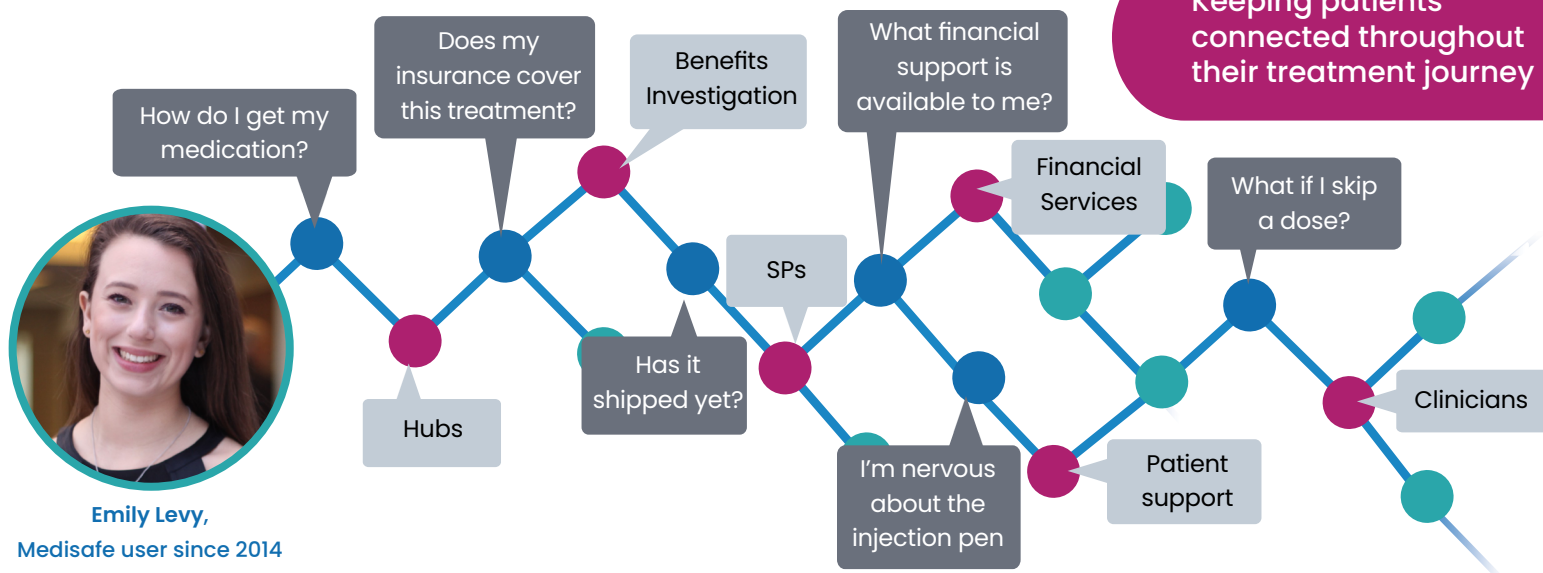 Keeping patients
connected throughout
their treatment journey
How do I get my
medication?
Does my
insurance cover
this treatment?
Benefits
Investigation
What financial
support is
available to me?
Financial
Services
What if I skip
a dose?
SPs
Has it
shipped yet?
Hubs
Clinicians
I'm nervous
about the
injection pen
Patient
support
Emily Levy,
Medisafe user since 2014